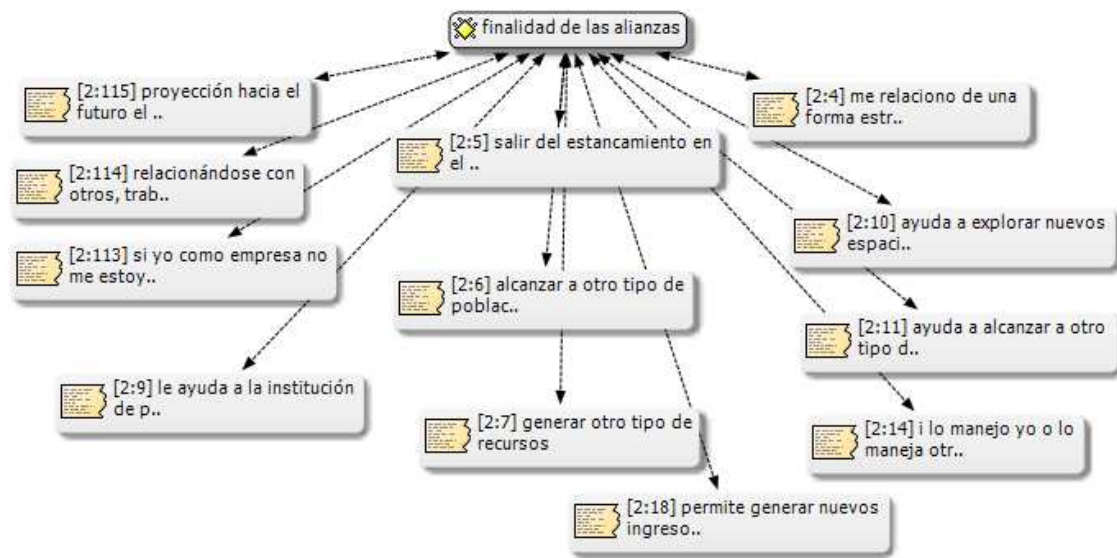 finalidad de las alianzas
[2:115] proyección hacia el
futuro el ..
[2:4] me relaciono de una
forma estr..
[2:5] salir del estancamiento en
el ..
[2:114] relacionándose con
otros, trab..
[2:10] ayuda a explorar nuevos
espaci..
[2:113] si yo como empresa no
me estoy..
[2:6] alcanzar a otro tipo de
poblac..
[2:11] ayuda a alcanzar a otro
tipo d..
[2:9] le ayuda a la institución
de p..
[2:7] generar otro tipo de
recursos
[2:14] i lo manejo yo o lo
maneja otr..
[2:18] permite generar nuevos
ingreso..